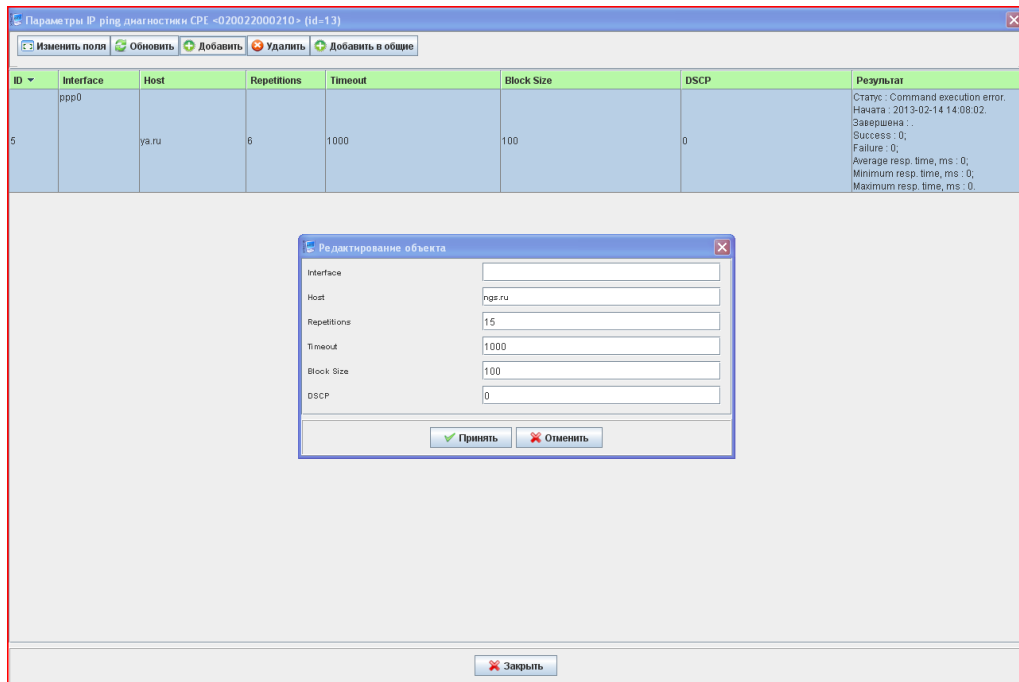 Параметры IP ping диагностики CPE <020022000210> (id=13)
Изменить поля Обновить Добавить Удалить Добавить в общие
ID Interface Host Repetitions Timeout Block Size DSCP Результат
5 ppp0 ya.ru 6 1000 100 0
Статус : Command execution error.
Начата : 2013-02-14 14:08:02.
Завершена : .
Success : 0;
Failure : 0;
Average resp. time, ms : 0;
Minimum resp. time, ms : 0;
Maximum resp. time, ms : 0.
Редактирование объекта
Interface
Host ngs.ru
Repetitions 15
Timeout 1000
Block Size 100
DSCP 0
Принять Отменить
Закрыть